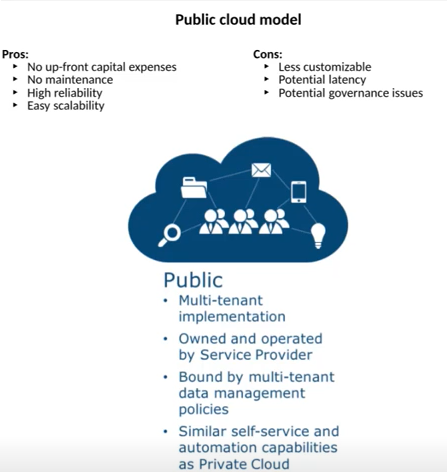 Public cloud model
Pros:
‣ No up-front capital expenses
‣ No maintenance
‣ High reliability
‣ Easy scalability
Cons:
‣ Less customizable
‣ Potential latency
‣ Potential governance issues
Public
• Multi-tenant
implementation
• Owned and operated
by Service Provider
• Bound by multi-tenant
data management
policies
• Similar self-service and
automation capabilities
as Private Cloud